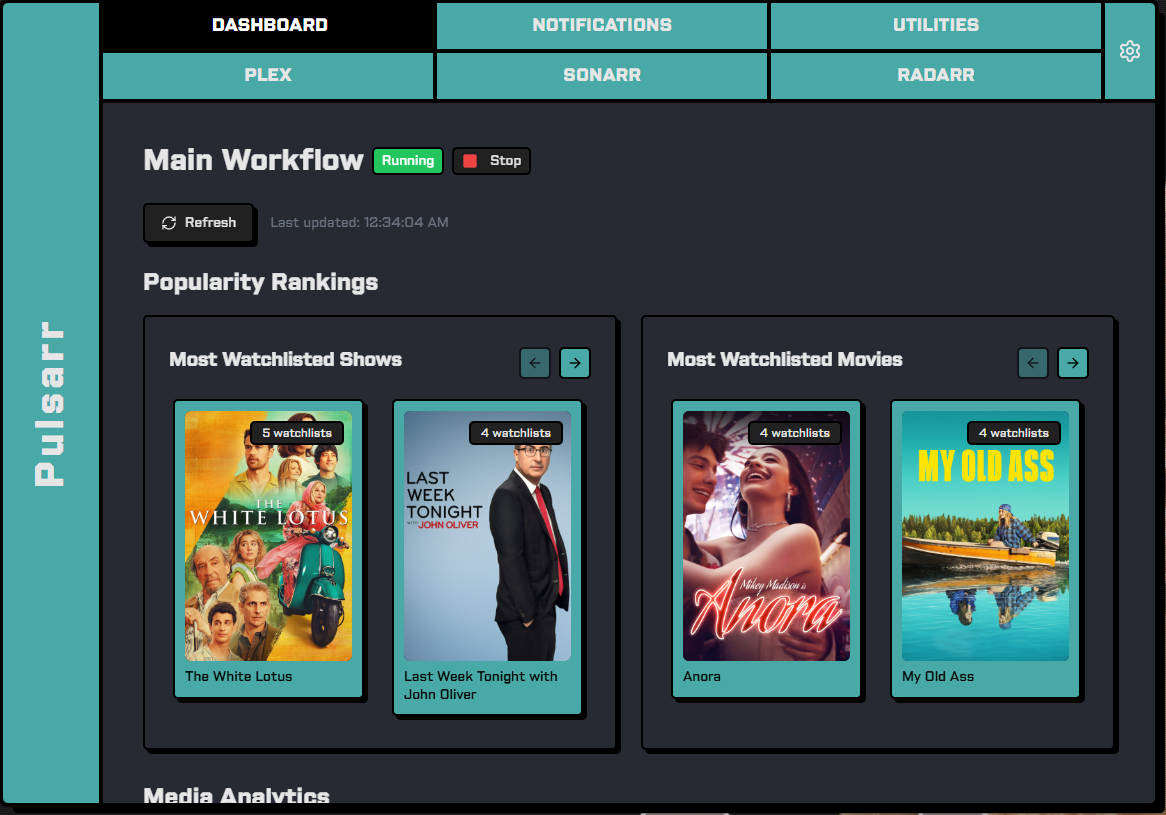 Pulsarr
DASHBOARD
NOTIFICATIONS
UTILITIES
PLEX
SONARR
RADARR
Main Workflow
Running
Stop
Refresh
Last updated: 12:34:04 AM
Popularity Rankings
Most Watchlisted Shows
5 watchlists
THE
WHITE LOTUS
The White Lotus
4 watchlists
LAST
WEEK
TONIGHT
WITH JOHN OLIVER
Last Week Tonight with
John Oliver
Most Watchlisted Movies
4 watchlists
Mikey Madison is
Anora
Anora
4 watchlists
MY OLD ASS
My Old Ass
Media Analytics